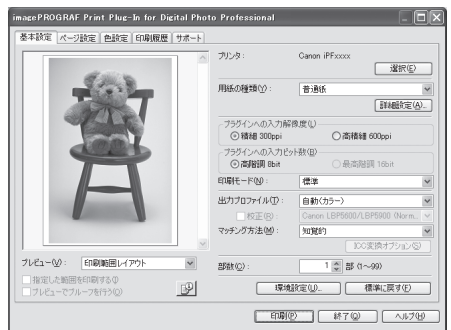 imagePROGRAF Print Plug-In for Digital Photo Professional
基本設定 ページ設定 色設定 印刷履歴 サポート
プリンタ: Canon iPFxxxx
選択(E)
用紙の種類(Y): 普通紙
詳細設定(A)...
プラグインへの入力解像度(L)
精細 300ppi 高精細 600ppi
プラグインへの入力ビット数(B)
高階調 8bit 最高階調 16bit
印刷モード(N): 標準
出力プロファイル(T): 自動(カラー)
校正(R): Canon LBP5600/LBP5900 (Norm...
マッチング方法(M): 知覚的
ICC変換オプション(S)
プレビュー(W): 印刷範囲レイアウト
部数(C): 1 部 (1～99)
指定した範囲を印刷する(I)
プレビューでプルーフを行う(O)
環境設定(U)... 標準に戻す(F)
印刷(P) 終了(Q) ヘルプ(H)